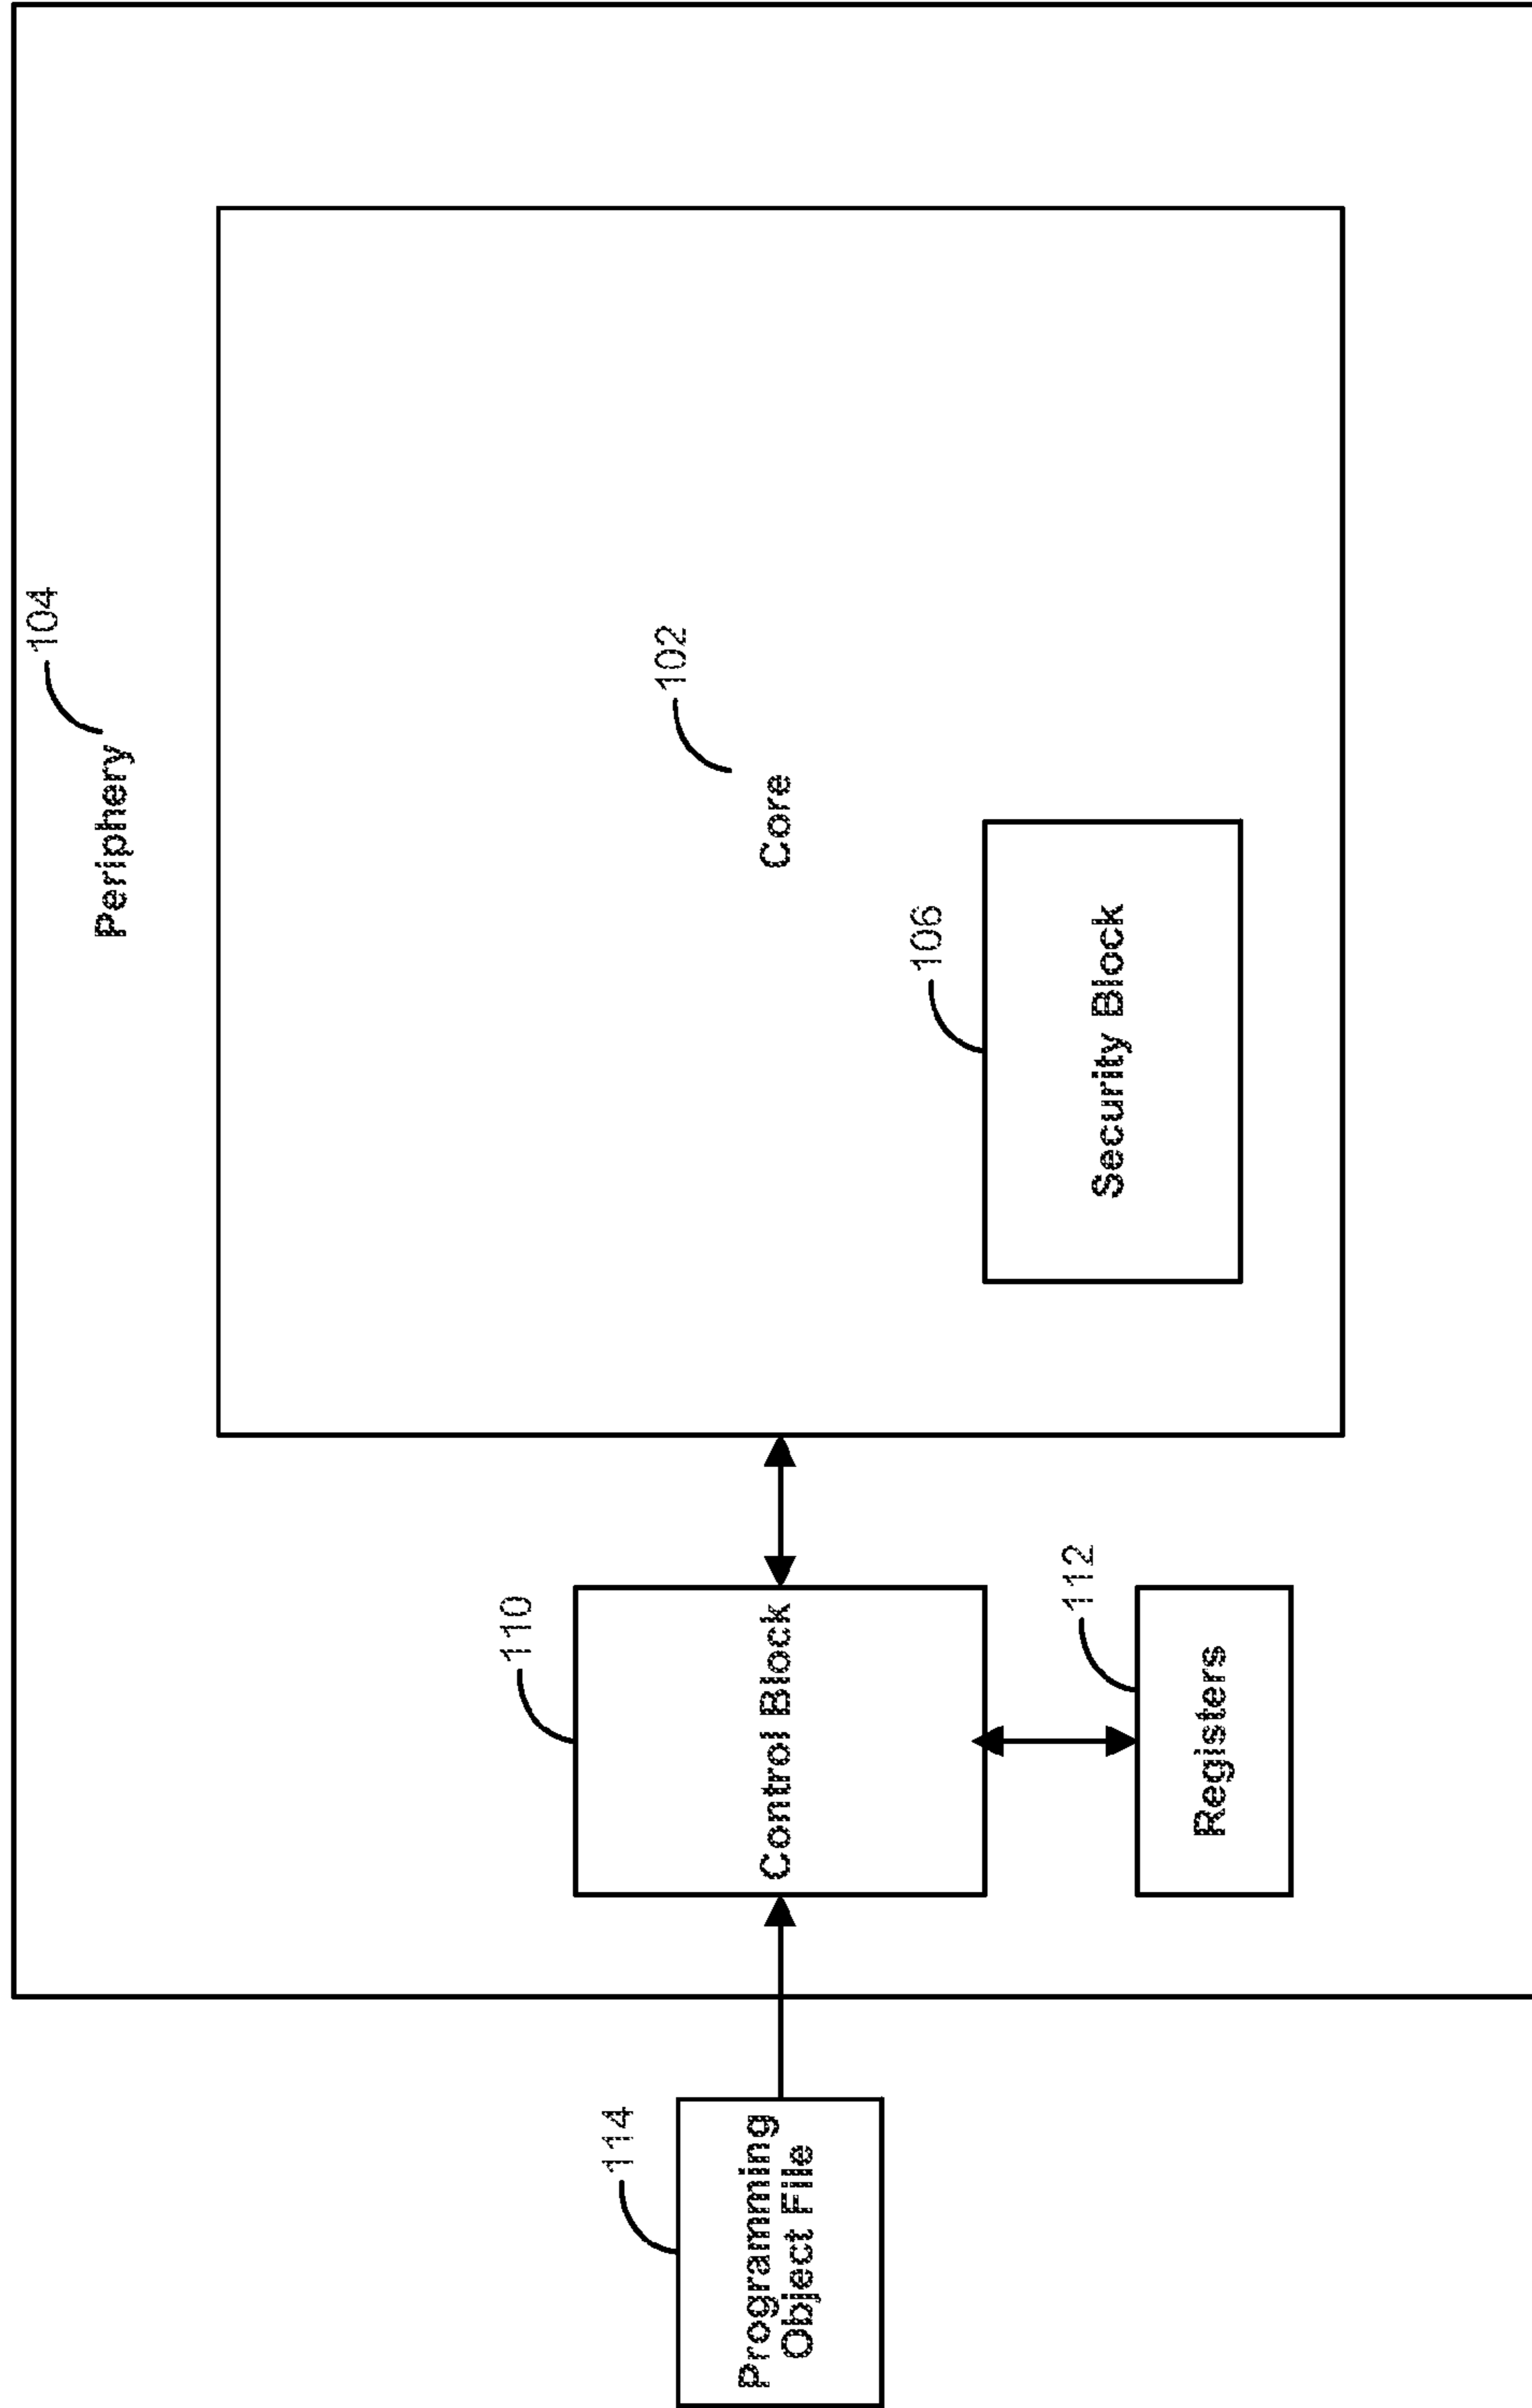 104
Periphery
102
Core
106
Security Block
110
Control Block
112
Registers
114
Programming
Object File